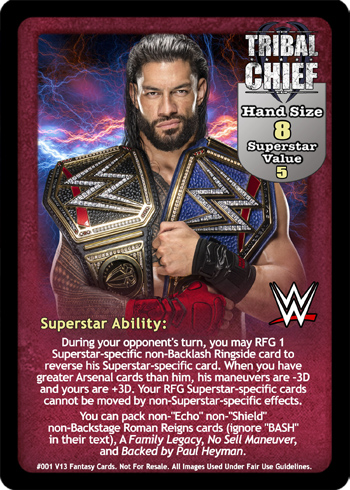 TRIBAL
CHIEF
Hand Size
8
Superstar
Value
5
W
Superstar Ability:
During your opponent's turn, you may RFG 1
Superstar-specific non-Backlash Ringside card to
reverse his Superstar-specific card. When you have
greater Arsenal cards than him, his maneuvers are -3D
and yours are +3D. Your RFG Superstar-specific cards
cannot be moved by non-Superstar-specific effects.
You can pack non-"Echo" non-"Shield"
non-Backstage Roman Reigns cards (ignore "BASH"
in their text), A Family Legacy, No Sell Maneuver,
and Backed by Paul Heyman.
#001 V13 Fantasy Cards. Not For Resale. All Images Used Under Fair Use Guidelines.